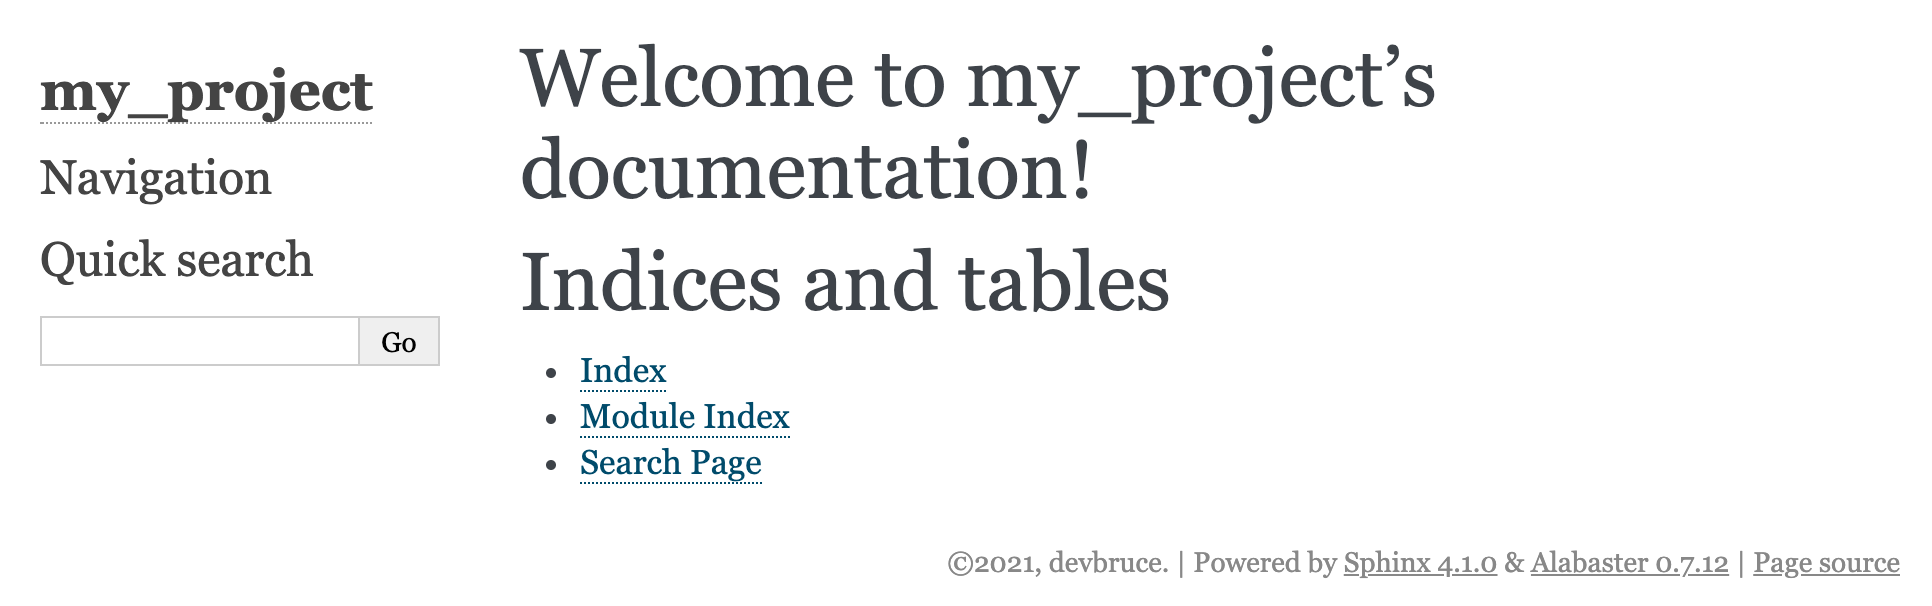 my_project
Navigation
Quick search
Go
Welcome to my_project’s
documentation!
Indices and tables
• Index
• Module Index
• Search Page
©2021, devbruce. | Powered by Sphinx 4.1.0 & Alabaster 0.7.12 | Page source